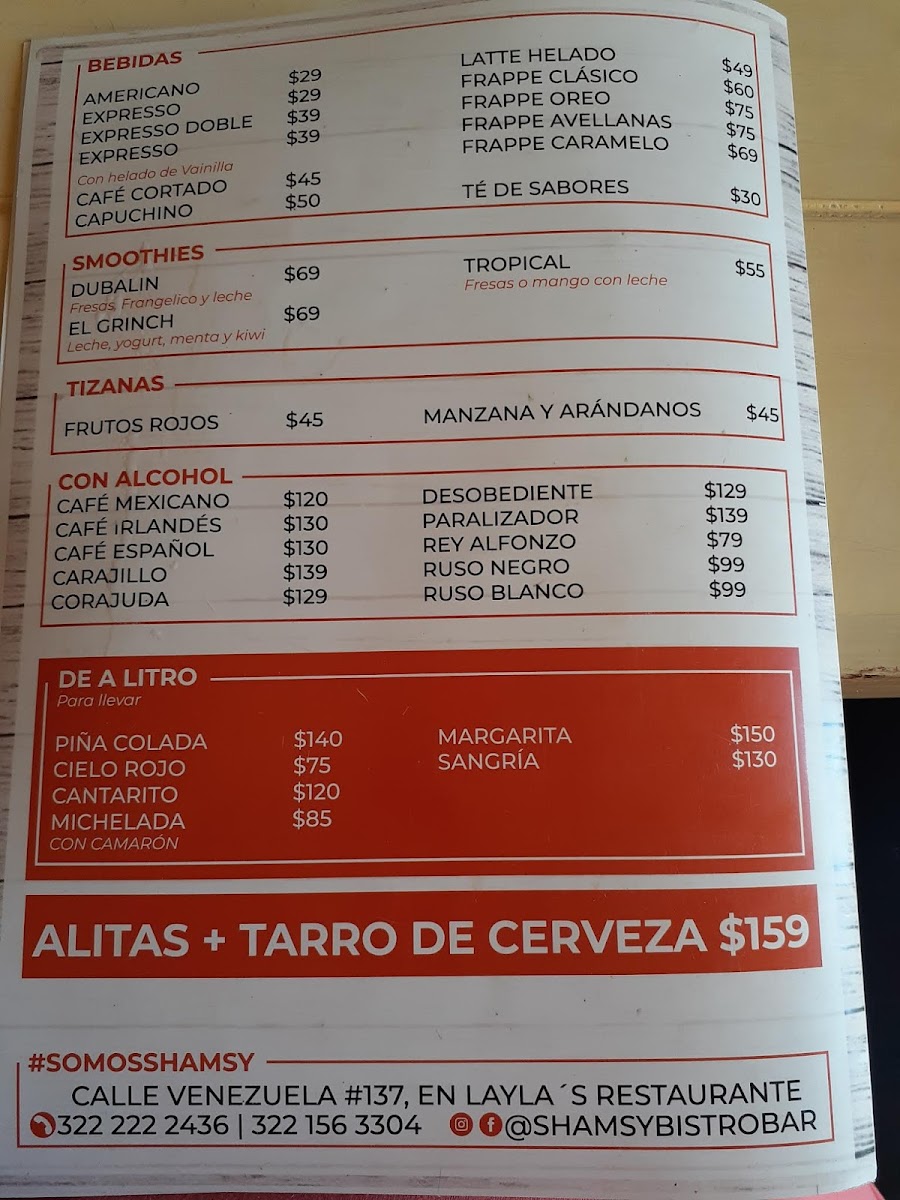 BEBIDAS
AMERICANO $29
EXPRESSO $29
EXPRESSO DOBLE $39
EXPRESSO $39
Con helado de Vainilla
CAFÉ CORTADO $45
CAPUCHINO $50
LATTE HELADO $49
FRAPPE CLÁSICO $60
FRAPPE OREO $75
FRAPPE AVELLANAS $75
FRAPPE CARAMELO $69
TÉ DE SABORES $30
SMOOTHIES
DUBALIN $69
Fresas, Frangelico y leche
EL GRINCH $69
Leche, yogurt, menta y kiwi
TROPICAL $55
Fresas o mango con leche
TIZANAS
FRUTOS ROJOS $45
MANZANA Y ARÁNDANOS $45
CON ALCOHOL
CAFÉ MEXICANO $120
CAFÉ IRLANDÉS $130
CAFÉ ESPAÑOL $130
CARAJILLO $139
CORAJUDA $129
DESOBEDIENTE $129
PARALIZADOR $139
REY ALFONZO $79
RUSO NEGRO $99
RUSO BLANCO $99
DE A LITRO
Para llevar
PIÑA COLADA $140
CIELO ROJO $75
CANTARITO $120
MICHELADA $85
CON CAMARÓN
MARGARITA $150
SANGRÍA $130
ALITAS + TARRO DE CERVEZA $159
#SOMOSSHAMSY
CALLE VENEZUELA #137, EN LAYLA´S RESTAURANTE
322 222 2436 | 322 156 3304 @SHAMSYBISTROBAR